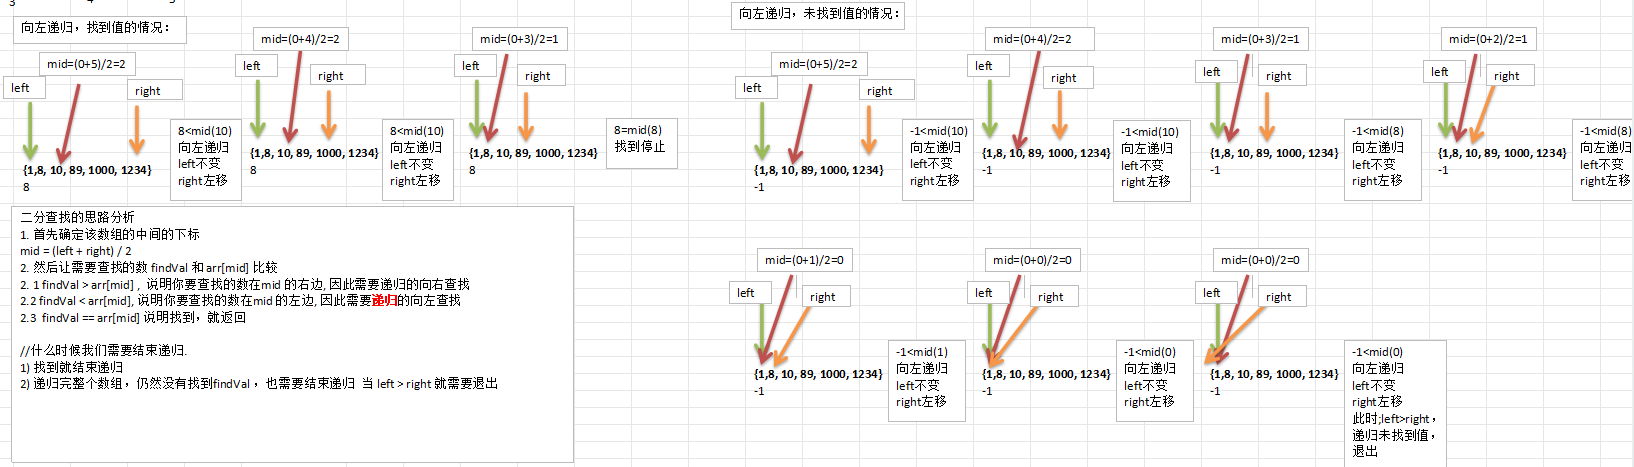 3
向左递归，找到值的情况：
mid=(0+5)/2=2
left
right
{1,8, 10, 89, 1000, 1234}
8
8<mid(10)
向左递归
left不变
right左移
mid=(0+4)/2=2
left
right
{1,8, 10, 89, 1000, 1234}
8
8<mid(10)
向左递归
left不变
right左移
mid=(0+3)/2=1
left
right
{1,8, 10, 89, 1000, 1234}
8
8=mid(8)
找到停止
二分查找的思路分析
1. 首先确定该数组的中间的下标
mid = (left + right) / 2
2. 然后让需要查找的数 findVal 和 arr[mid] 比较
2. 1 findVal > arr[mid] , 说明你要查找的数在mid 的右边, 因此需要递归的向右查找
2.2 findVal < arr[mid], 说明你要查找的数在mid 的左边, 因此需要递归的向左查找
2.3 findVal == arr[mid] 说明找到，就返回
//什么时候我们需要结束递归.
1) 找到就结束递归
2) 递归完整个数组，仍然没有找到findVal ，也需要结束递归 当 left > right 就需要退出
向左递归，未找到值的情况：
mid=(0+5)/2=2
left
right
{1,8, 10, 89, 1000, 1234}
-1
-1<mid(10)
向左递归
left不变
right左移
mid=(0+4)/2=2
left
right
{1,8, 10, 89, 1000, 1234}
-1
-1<mid(10)
向左递归
left不变
right左移
mid=(0+3)/2=1
left
right
{1,8, 10, 89, 1000, 1234}
-1
-1<mid(8)
向左递归
left不变
right左移
mid=(0+2)/2=1
left
right
{1,8, 10, 89, 1000, 1234}
-1
-1<mid(8)
向左递归
left不变
right左移
mid=(0+1)/2=0
left
right
{1,8, 10, 89, 1000, 1234}
-1
-1<mid(1)
向左递归
left不变
right左移
mid=(0+0)/2=0
left
right
{1,8, 10, 89, 1000, 1234}
-1
-1<mid(0)
向左递归
left不变
right左移
mid=(0+0)/2=0
left
right
{1,8, 10, 89, 1000, 1234}
-1
-1<mid(0)
向左递归
left不变
right左移
此时;left>right，
递归未找到值，
退出